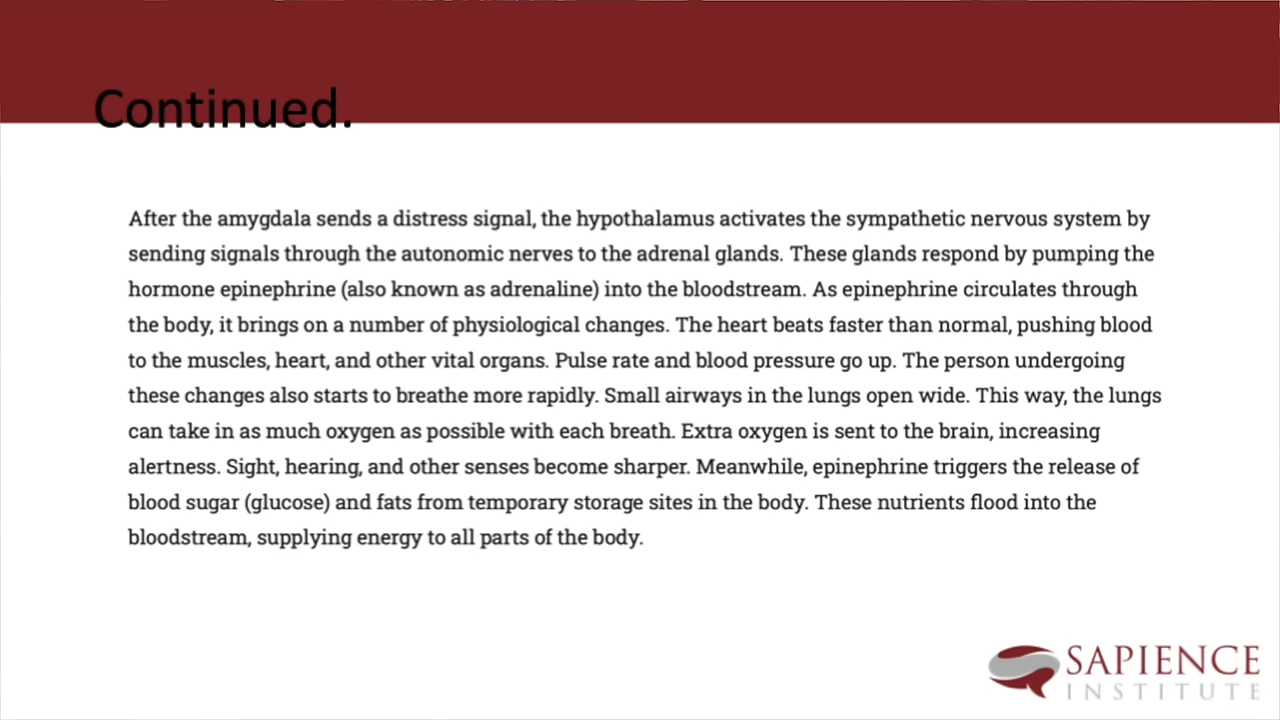 Continued.
After the amygdala sends a distress signal, the hypothalamus activates the sympathetic nervous system by
sending signals through the autonomic nerves to the adrenal glands. These glands respond by pumping the
hormone epinephrine (also known as adrenaline) into the bloodstream. As epinephrine circulates through
the body, it brings on a number of physiological changes. The heart beats faster than normal, pushing blood
to the muscles, heart, and other vital organs. Pulse rate and blood pressure go up. The person undergoing
these changes also starts to breathe more rapidly. Small airways in the lungs open wide. This way, the lungs
can take in as much oxygen as possible with each breath. Extra oxygen is sent to the brain, increasing
alertness. Sight, hearing, and other senses become sharper. Meanwhile, epinephrine triggers the release of
blood sugar (glucose) and fats from temporary storage sites in the body. These nutrients flood into the
bloodstream, supplying energy to all parts of the body.
SAPIENCE
INSTITUTE